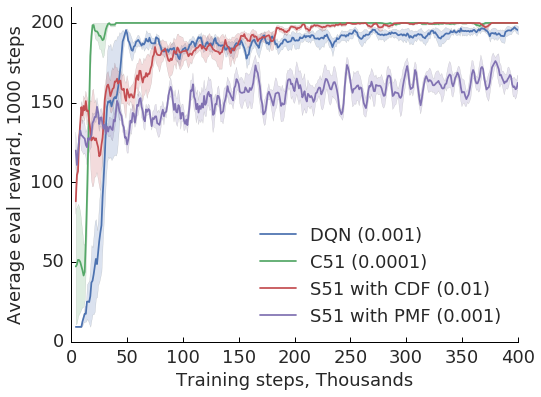 Average eval reward, 1000 steps
200
150
100
50
0
DQN (0.001)
C51 (0.0001)
S51 with CDF (0.01)
S51 with PMF (0.001)
0 50 100 150 200 250 300 350 400
Training steps, Thousands